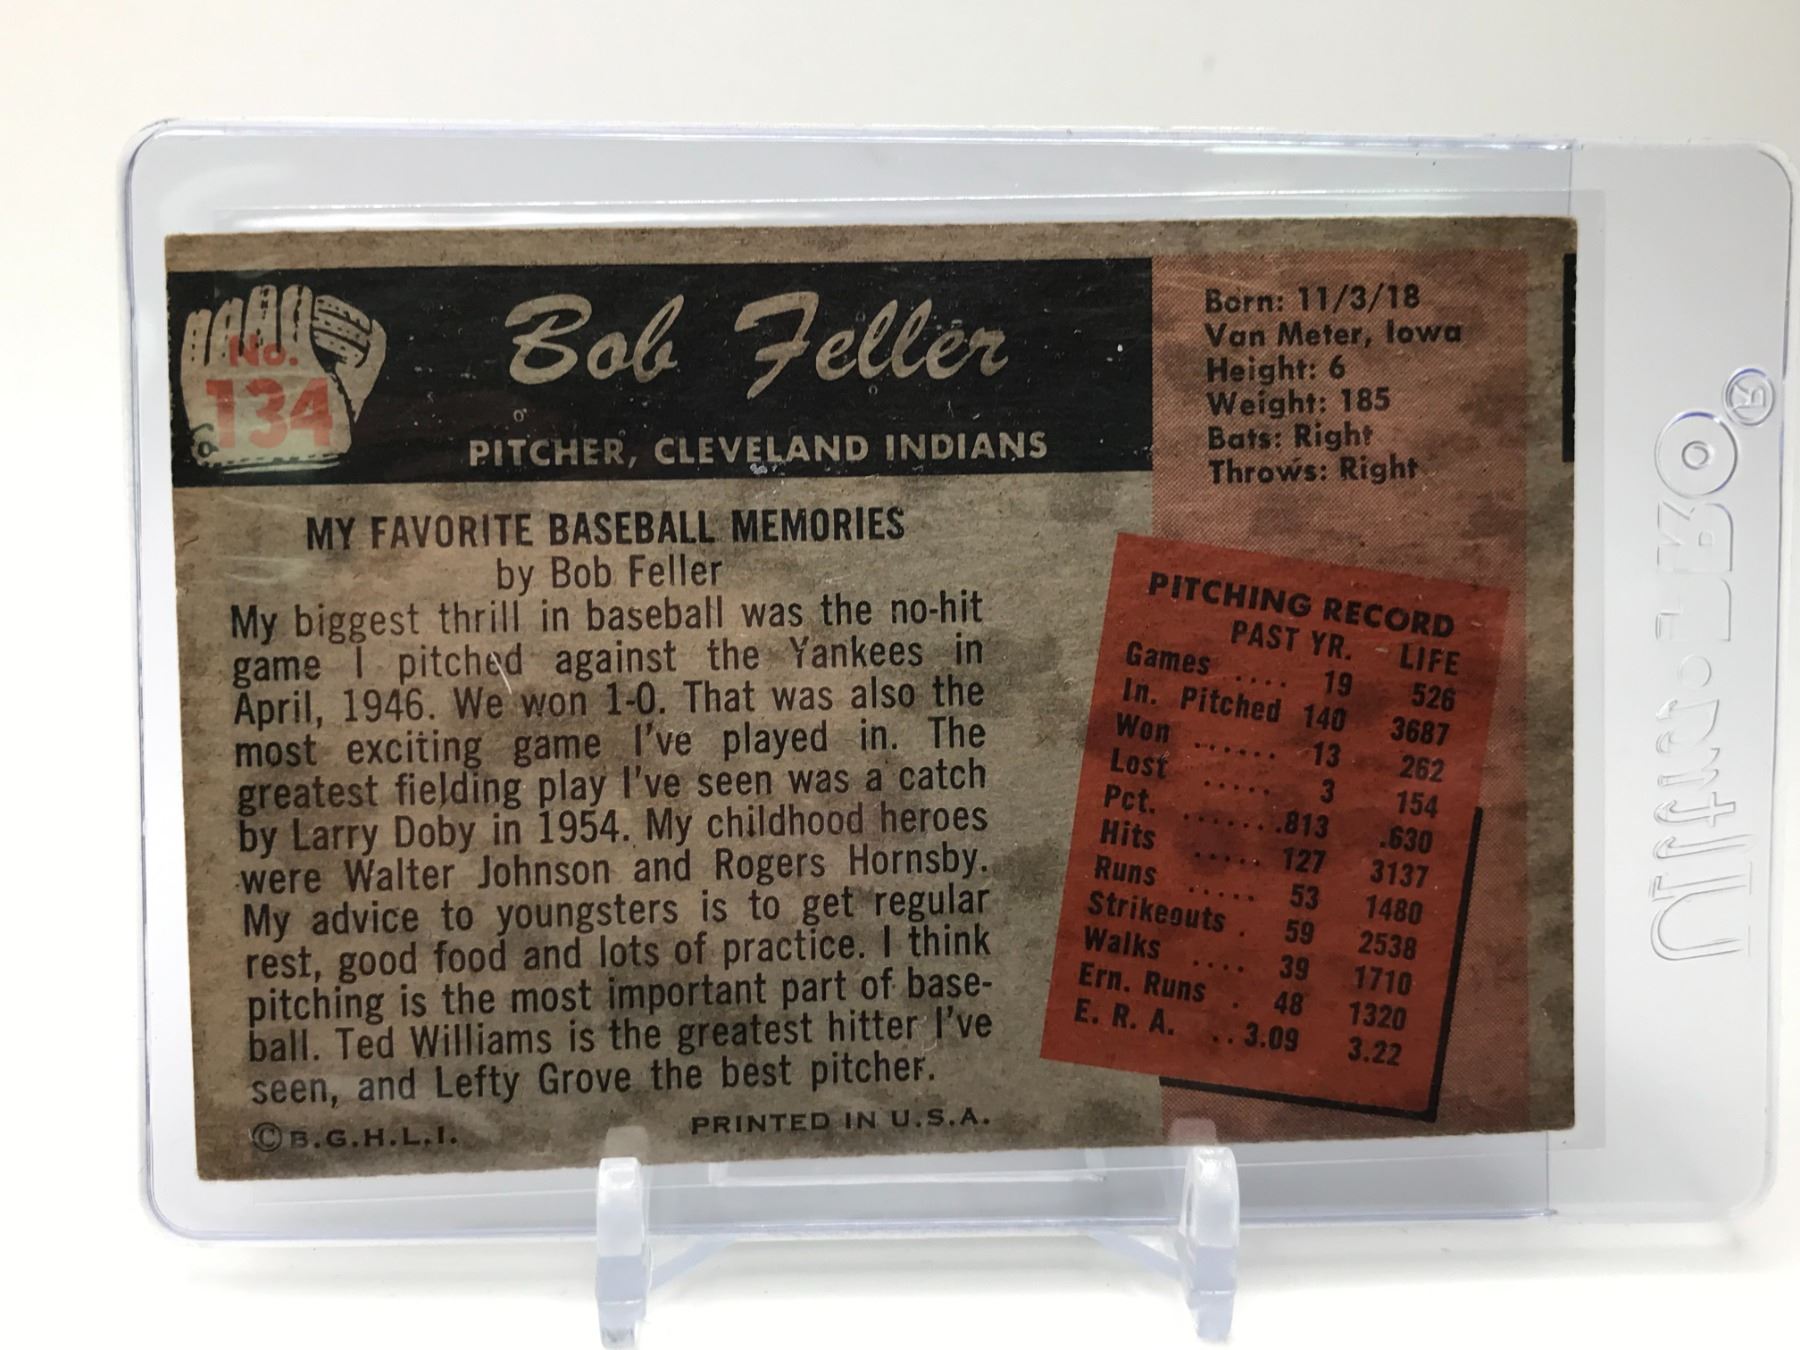 No.
134
Bob Feller
PITCHER, CLEVELAND INDIANS
Born: 11/3/18
Van Meter, Iowa
Height: 6
Weight: 185
Bats: Right
Throws: Right
MY FAVORITE BASEBALL MEMORIES
by Bob Feller
My biggest thrill in baseball was the no-hit
game I pitched against the Yankees in
April, 1946. We won 1-0. That was also the
most exciting game I've played in. The
greatest fielding play I've seen was a catch
by Larry Doby in 1954. My childhood heroes
were Walter Johnson and Rogers Hornsby.
My advice to youngsters is to get regular
rest, good food and lots of practice. I think
pitching is the most important part of base-
ball. Ted Williams is the greatest hitter I've
seen, and Lefty Grove the best pitcher.
© B.G.H.L.I.
PRINTED IN U.S.A.
PITCHING RECORD
PAST YR. LIFE
Games .... 19 526
In. Pitched 140 3687
Won ...... 13 262
Lost ..... 3 154
Pct. .......813 .630
Hits ..... 127 3137
Runs ..... 53 1480
Strikeouts . 59 2538
Walks .... 39 1710
Ern. Runs . 48 1320
E. R. A. ..3.09 3.22
Ultra·PRO®